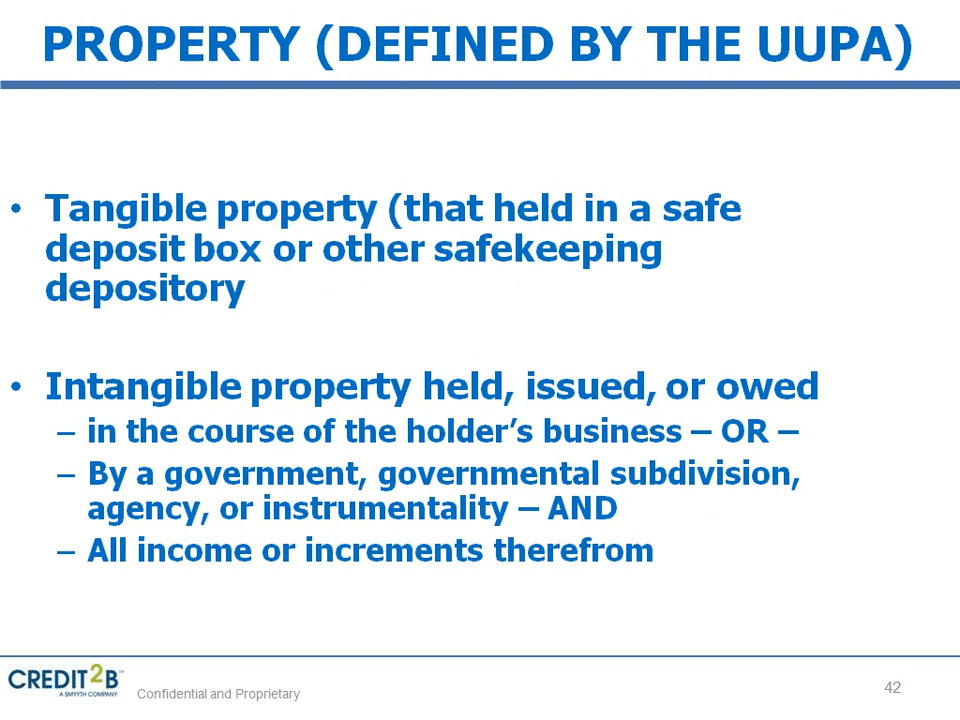 PROPERTY (DEFINED BY THE UUPA)
• Tangible property (that held in a safe
deposit box or other safekeeping
depository
• Intangible property held, issued, or owed
– in the course of the holder’s business – OR –
– By a government, governmental subdivision,
agency, or instrumentality – AND
– All income or increments therefrom
CREDIT2B™
A SMYYTH COMPANY
Confidential and Proprietary
42